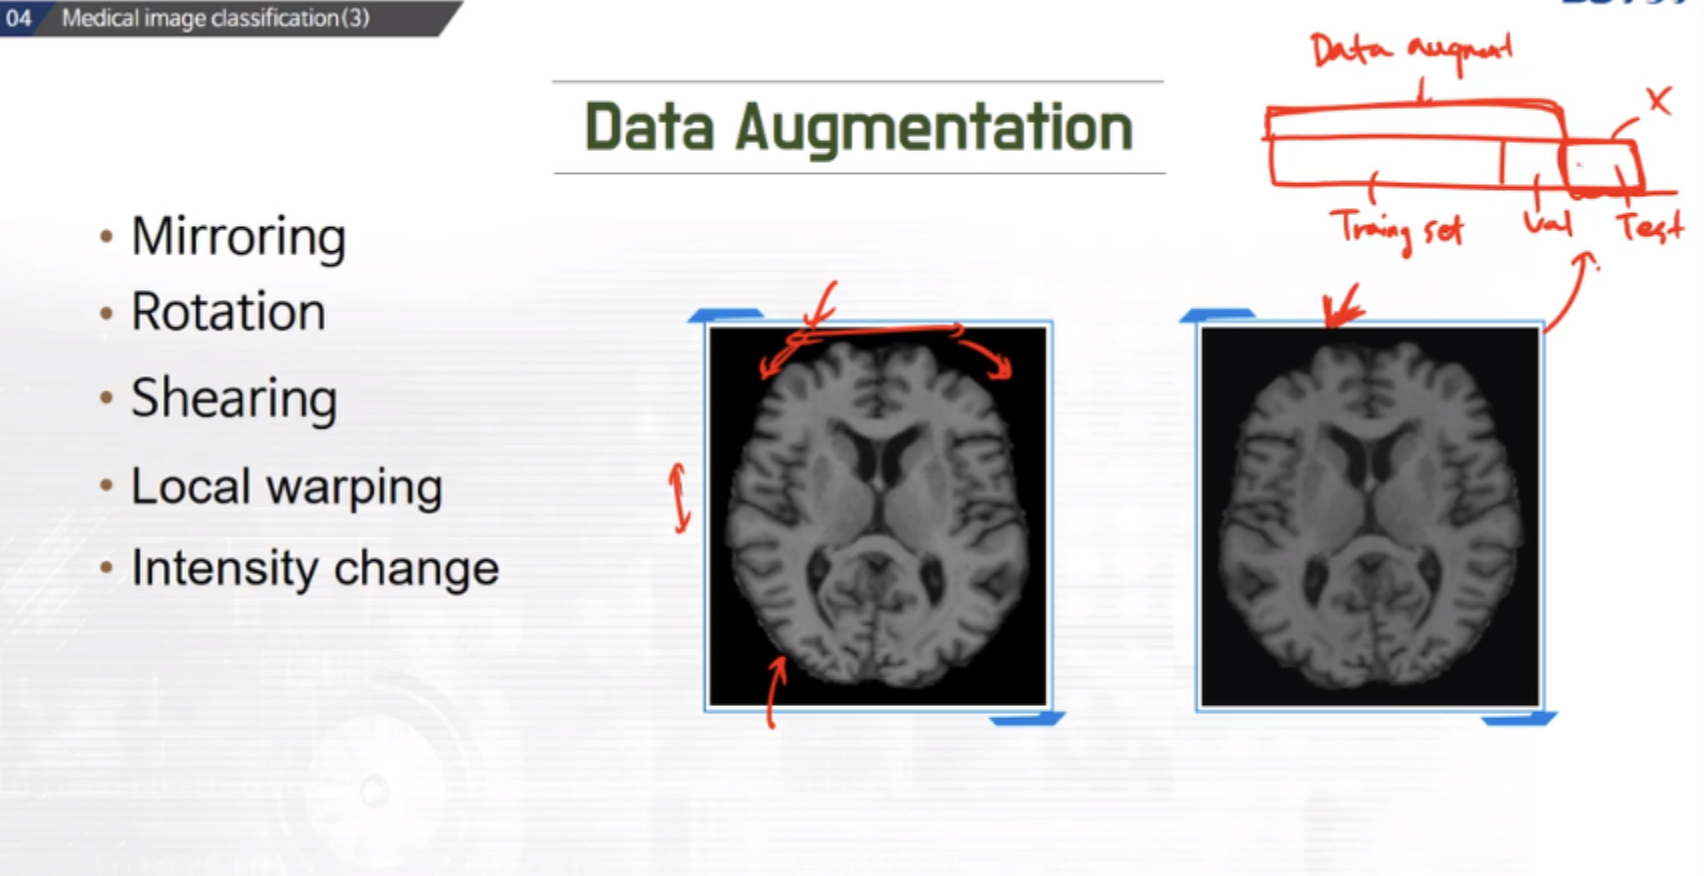 04 Medical image classification(3)
Data augment
Data Augmentation
X
Traing set
Val
Test
• Mirroring
• Rotation
• Shearing
• Local warping
• Intensity change